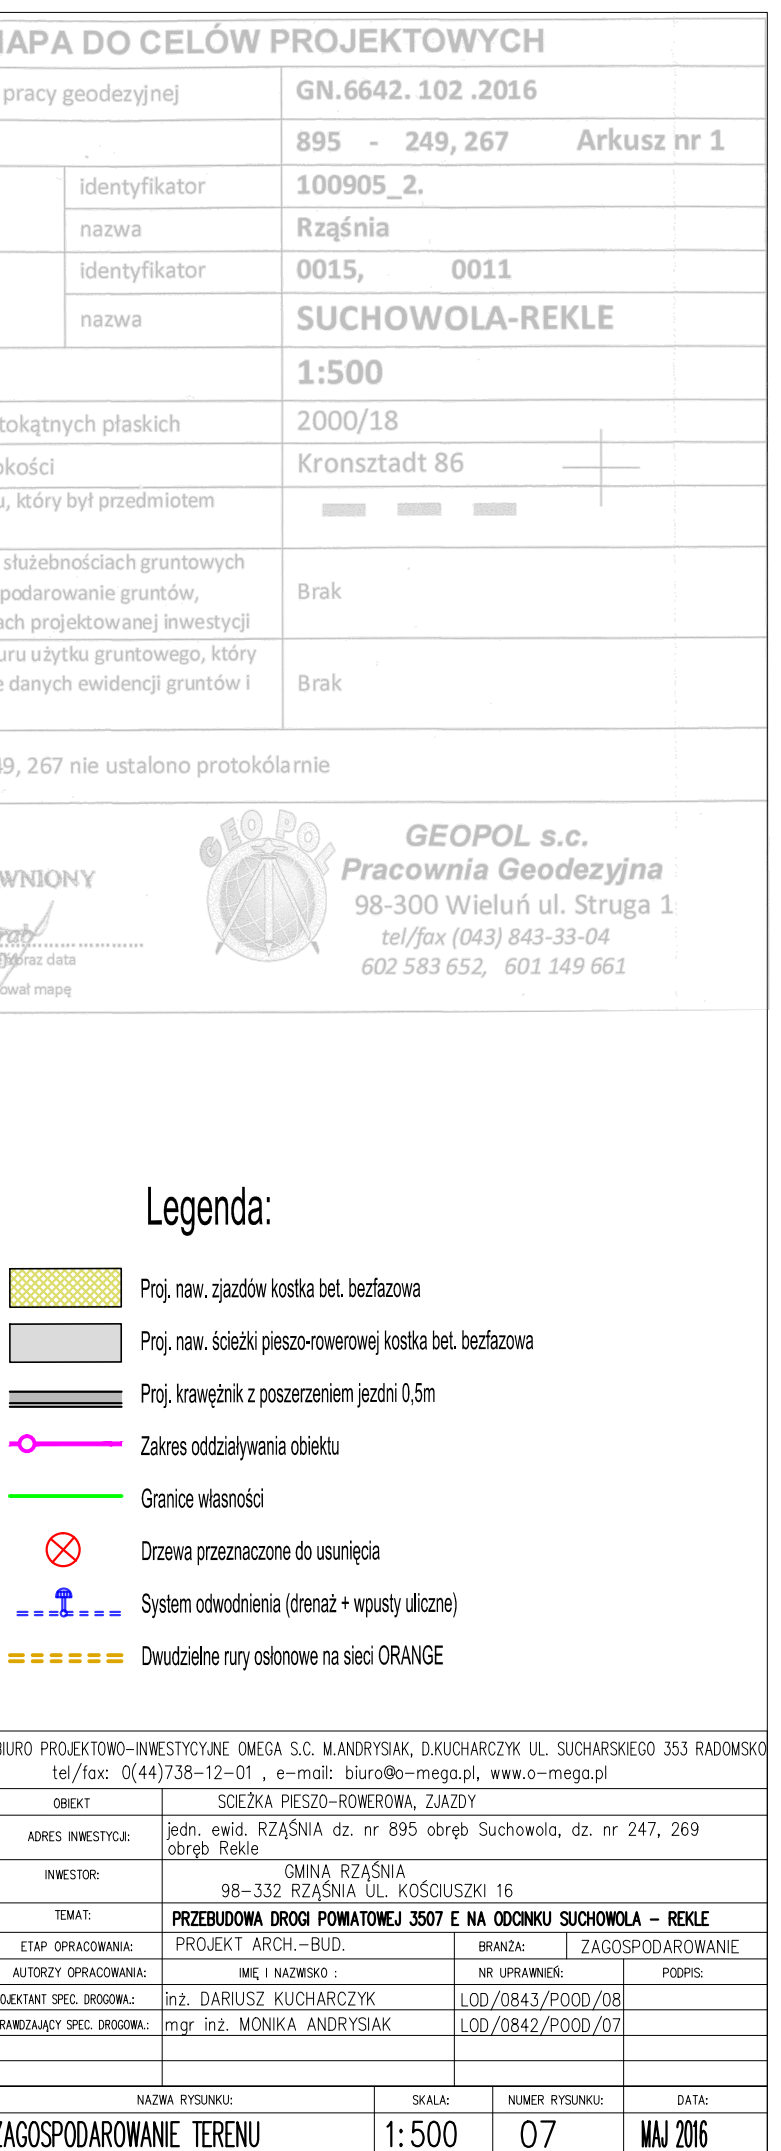 MAPA DO CELÓW PROJEKTOWYCH
pracy geodezyjnej GN.6642. 102 .2016
895 - 249, 267 Arkusz nr 1
identyfikator 100905_2.
nazwa Rząśnia
identyfikator 0015, 0011
nazwa SUCHOWOLA-REKLE
1:500
tokątnych płaskich 2000/18
okości Kronsztadt 86
u, który był przedmiotem
służebnościach gruntowych
podarowanie gruntów, Brak
ach projektowanej inwestycji
uru użytku gruntowego, który
e danych ewidencji gruntów i Brak
49, 267 nie ustalono protokólarnie
GEO POL
GEOPOL s.c.
WNIONY Pracownia Geodezyjna
98-300 Wieluń ul. Struga 1
tel/fax (043) 843-33-04
oraz data 602 583 652, 601 149 661
ował mapę
Legenda:
Proj. naw. zjazdów kostka bet. bezfazowa
Proj. naw. ścieżki pieszo-rowerowej kostka bet. bezfazowa
Proj. krawężnik z poszerzeniem jezdni 0,5m
Zakres oddziaływania obiektu
Granice własności
Drzewa przeznaczone do usunięcia
System odwodnienia (drenaż + wpusty uliczne)
Dwudzielne rury osłonowe na sieci ORANGE
BIURO PROJEKTOWO-INWESTYCYJNE OMEGA S.C. M.ANDRYSIAK, D.KUCHARCZYK UL. SUCHARSKIEGO 353 RADOMSKO
tel/fax: 0(44)738-12-01 , e-mail: biuro@o-mega.pl, www.o-mega.pl
OBIEKT SCIEŻKA PIESZO-ROWEROWA, ZJAZDY
ADRES INWESTYCJI: jedn. ewid. RZĄŚNIA dz. nr 895 obręb Suchowola, dz. nr 247, 269
obręb Rekle
INWESTOR: GMINA RZĄŚNIA
98-332 RZĄŚNIA UL. KOŚCIUSZKI 16
TEMAT: PRZEBUDOWA DROGI POWIATOWEJ 3507 E NA ODCINKU SUCHOWOLA - REKLE
ETAP OPRACOWANIA: PROJEKT ARCH.-BUD. BRANŻA: ZAGOSPODAROWANIE
AUTORZY OPRACOWANIA: IMIĘ I NAZWISKO : NR UPRAWNIEŃ: PODPIS:
OJEKTANT SPEC. DROGOWA.: inż. DARIUSZ KUCHARCZYK LOD/0843/POOD/08
RAWDZAJĄCY SPEC. DROGOWA.: mgr inż. MONIKA ANDRYSIAK LOD/0842/POOD/07
NAZWA RYSUNKU: SKALA: NUMER RYSUNKU: DATA:
ZAGOSPODAROWANIE TERENU 1:500 07 MAJ 2016